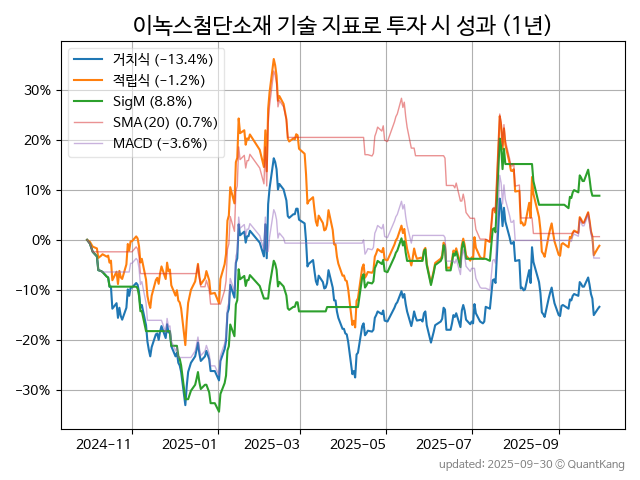 이녹스첨단소재 기술 지표로 투자 시 성과 (1년)
거치식 (−13.4%)
적립식 (−1.2%)
SigM (8.8%)
SMA(20) (0.7%)
MACD (−3.6%)
30%
20%
10%
0%
−10%
−20%
−30%
2024−11 2025−01 2025−03 2025−05 2025−07 2025−09
updated: 2025−09−30 © QuantKang